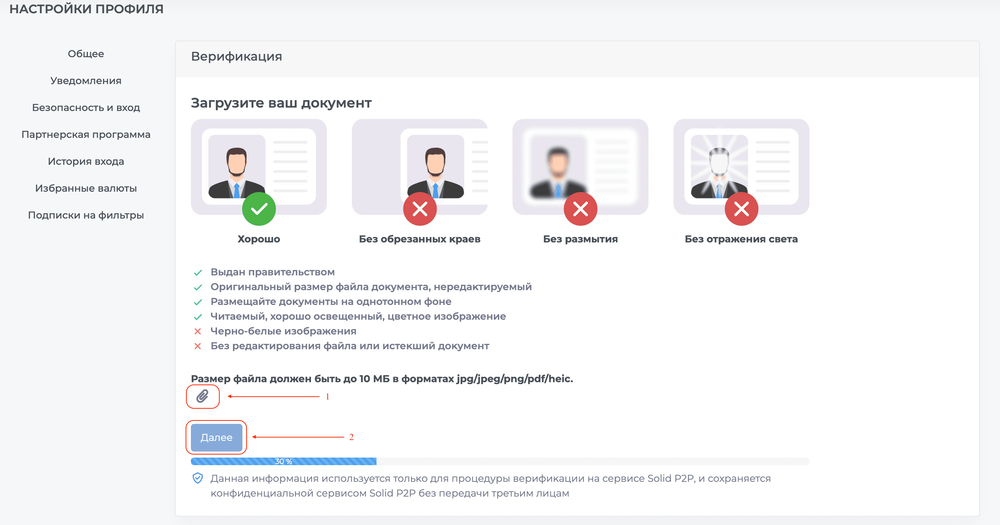 НАСТРОЙКИ ПРОФИЛЯ
Общее
Уведомления
Безопасность и вход
Партнерская программа
История входа
Избранные валюты
Подписки на фильтры
Верификация
Загрузите ваш документ
Хорошо
Без обрезанных краев
Без размытия
Без отражения света
Выдан правительством
Оригинальный размер файла документа, нередактируемый
Размещайте документы на однотонном фоне
Читаемый, хорошо освещенный, цветное изображение
Черно-белые изображения
Без редактирования файла или истекший документ
Размер файла должен быть до 10 МБ в форматах jpg/jpeg/png/pdf/heic.
1
Далее
2
30 %
Данная информация используется только для процедуры верификации на сервисе Solid P2P, и сохраняется
конфиденциальной сервисом Solid P2P без передачи третьим лицам